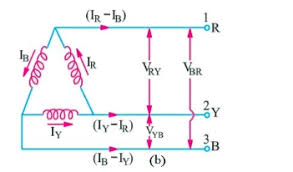 (I_R – I_B)
1
R
I_B
I_R
V_RY
V_BR
2
Y
I_Y
(I_Y – I_R)
V_YB
3
B
(I_B – I_Y)
(b)